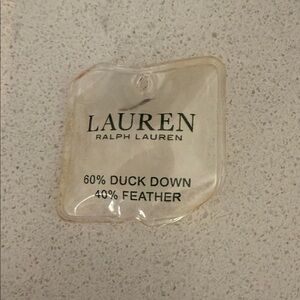 LAUREN
RALPH LAUREN
60% DUCK DOWN
40% FEATHER